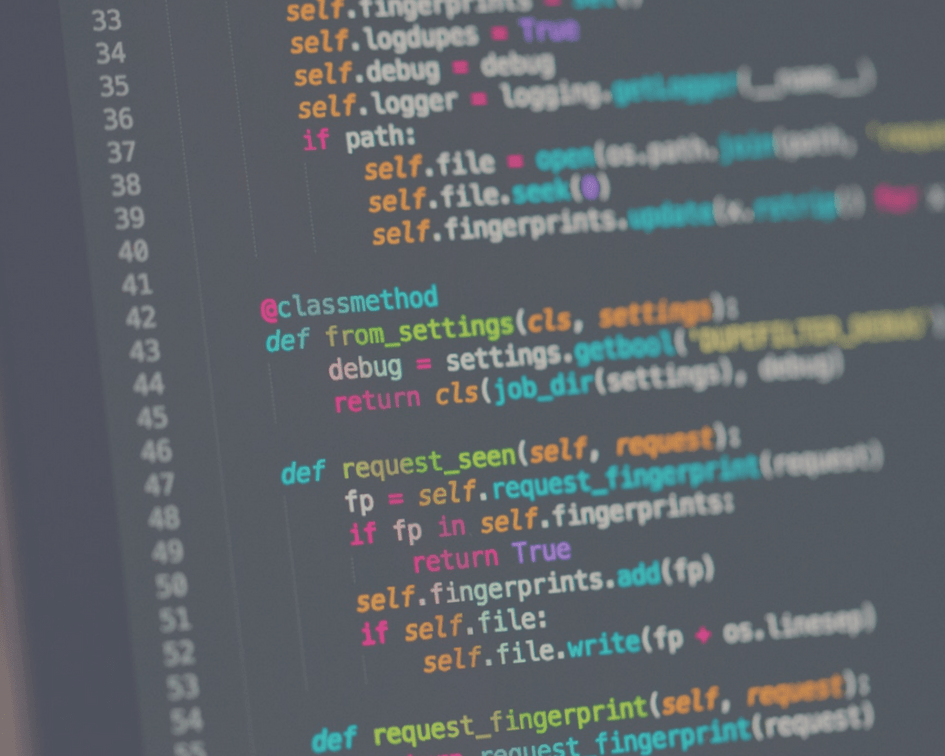 33 self.fingerprints = set()
34 self.logdupes = True
35 self.debug = debug
36 self.logger = logging.getLogger(__name__)
37 if path:
38 self.file = open(os.path.join(path,
39 self.file.seek(0)
40 self.fingerprints.update(x.rstrip() for
41
42 @classmethod
43 def from_settings(cls, settings):
44 debug = settings.getbool('DUPEFILTER_DEBUG')
45 return cls(job_dir(settings), debug)
46
47 def request_seen(self, request):
48 fp = self.request_fingerprint(request)
49 if fp in self.fingerprints:
50 return True
51 self.fingerprints.add(fp)
52 if self.file:
53 self.file.write(fp + os.linesep)
54
55 def request_fingerprint(self, request):
request_fingerprint(request)